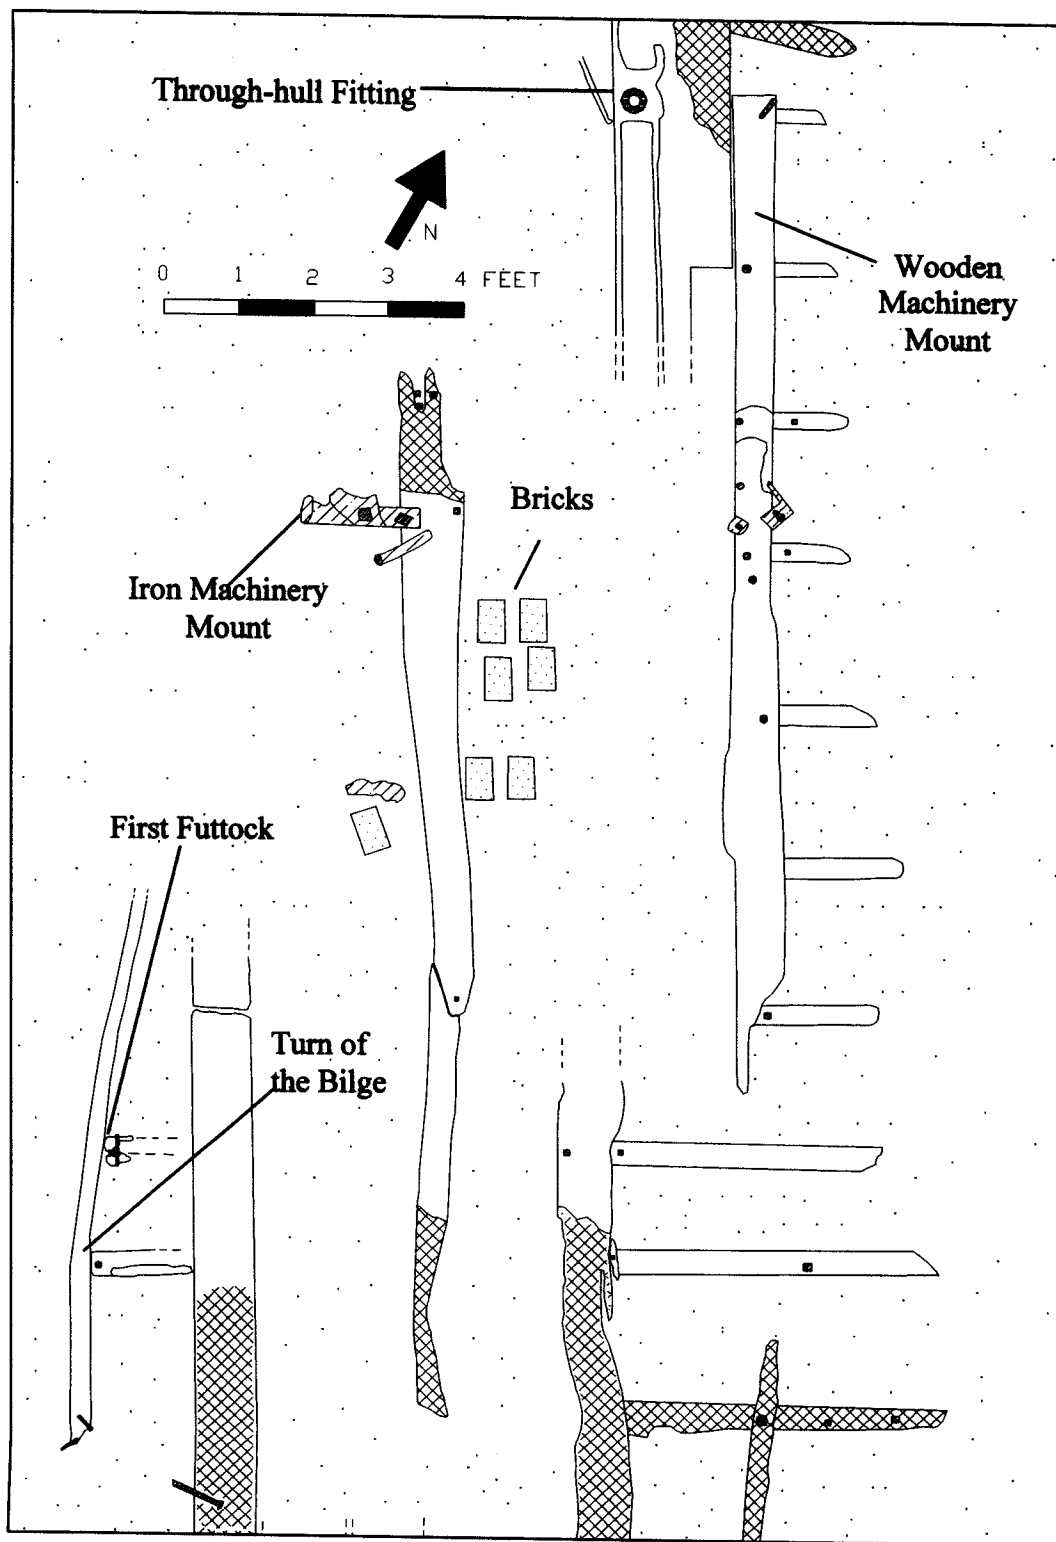 Through-hull Fitting
N
0 1 2 3 4 FEET
Wooden
Machinery
Mount
Bricks
Iron Machinery
Mount
First Futtock
Turn of
the Bilge